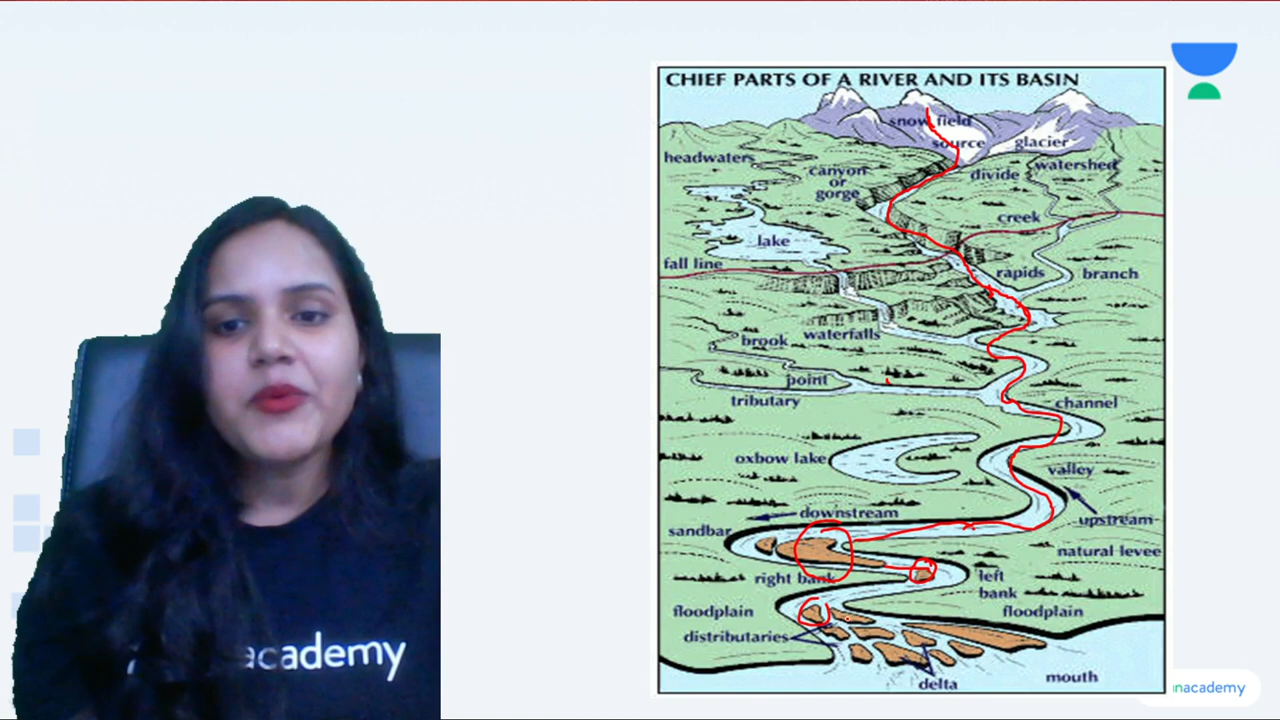 CHIEF PARTS OF A RIVER AND ITS BASIN
snow field
source
glacier
headwaters
canyon
or
gorge
divide
watershed
creek
lake
fall line
rapids
branch
brook
waterfalls
point
tributary
channel
oxbow lake
valley
downstream
upstream
sandbar
natural levee
right bank
left
bank
floodplain
floodplain
distributaries
delta
mouth
academy
nacademy